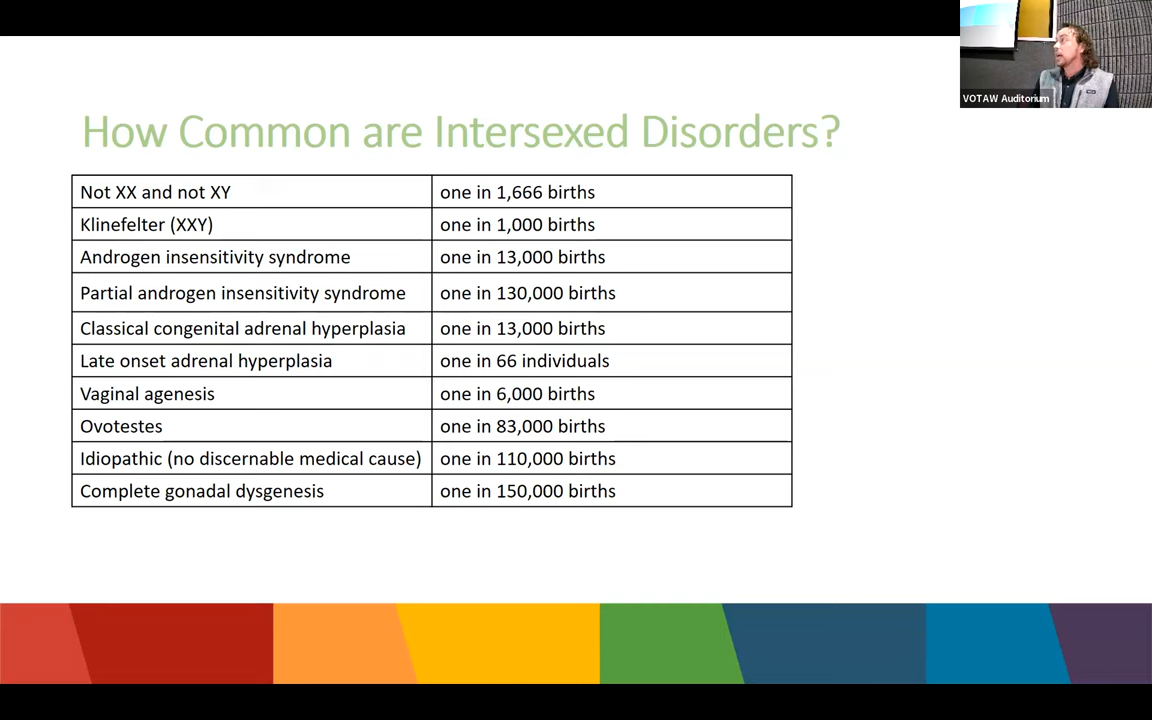 VOTAW Auditorium
How Common are Intersexed Disorders?
Not XX and not XY one in 1,666 births
Klinefelter (XXY) one in 1,000 births
Androgen insensitivity syndrome one in 13,000 births
Partial androgen insensitivity syndrome one in 130,000 births
Classical congenital adrenal hyperplasia one in 13,000 births
Late onset adrenal hyperplasia one in 66 individuals
Vaginal agenesis one in 6,000 births
Ovotestes one in 83,000 births
Idiopathic (no discernable medical cause) one in 110,000 births
Complete gonadal dysgenesis one in 150,000 births